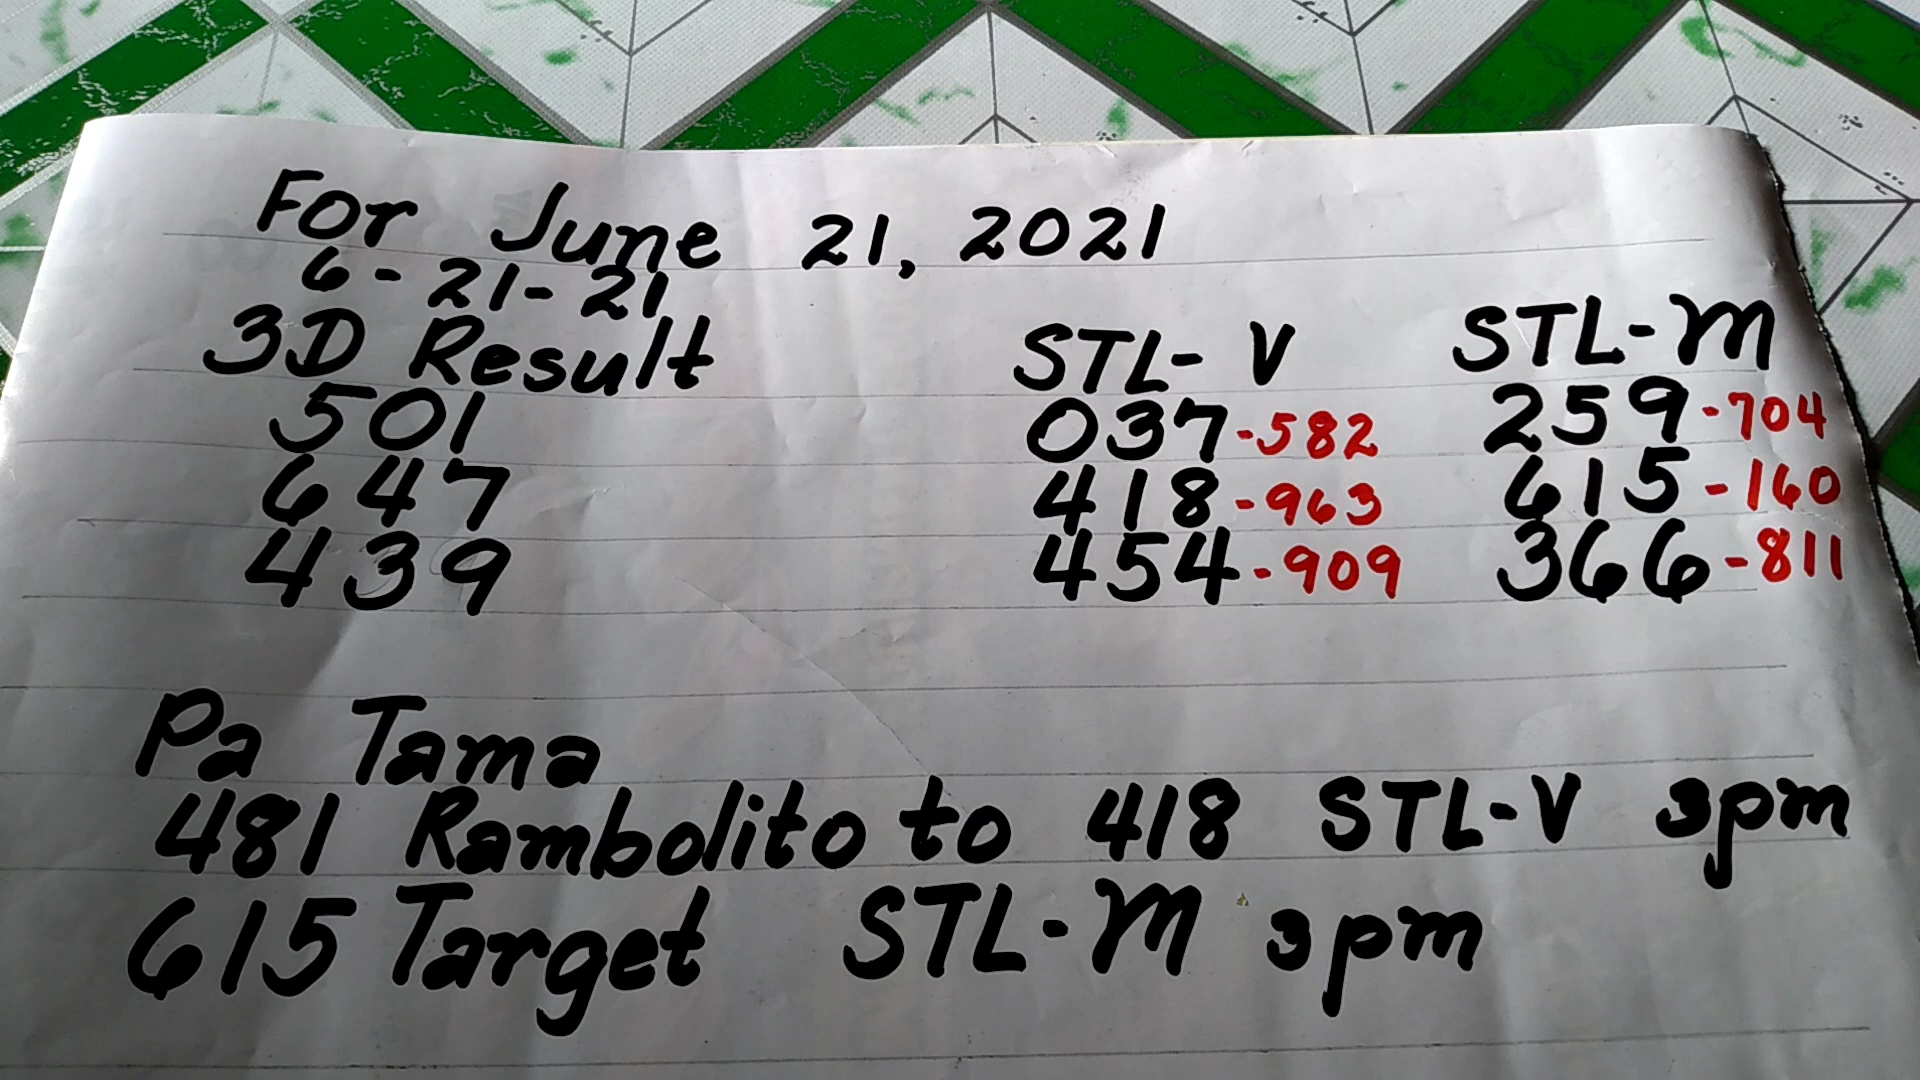 For June 21, 2021
6-21-21
3D Result STL-V STL-M
501 037-582 259-704
647 418-963 615-160
439 454-909 366-811
Pa Tama
481 Rambolito to 418 STL-V 3pm
615 Target STL-M 3pm